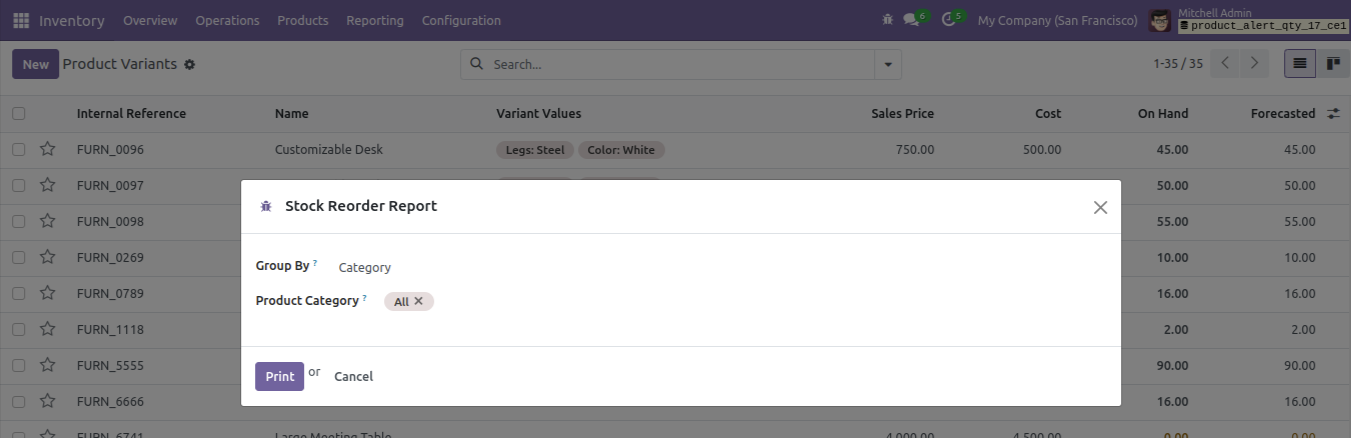 Inventory Overview Operations Products Reporting Configuration 6 5 My Company (San Francisco) Mitchell Admin
product_alert_qty_17_ce1
New Product Variants Search... 1-35 / 35
Internal Reference Name Variant Values Sales Price Cost On Hand Forecasted
FURN_0096 Customizable Desk Legs: Steel Color: White 750.00 500.00 45.00 45.00
FURN_0097 50.00 50.00
Stock Reorder Report
FURN_0098 55.00 55.00
FURN_0269 10.00 10.00
Group By ? Category
FURN_0789 16.00 16.00
Product Category ? All
FURN_1118 2.00 2.00
FURN_5555 90.00 90.00
Print or Cancel
FURN_6666 16.00 16.00
FURN_6741 Large Meeting Table 4,000.00 4,500.00 0.00 0.00